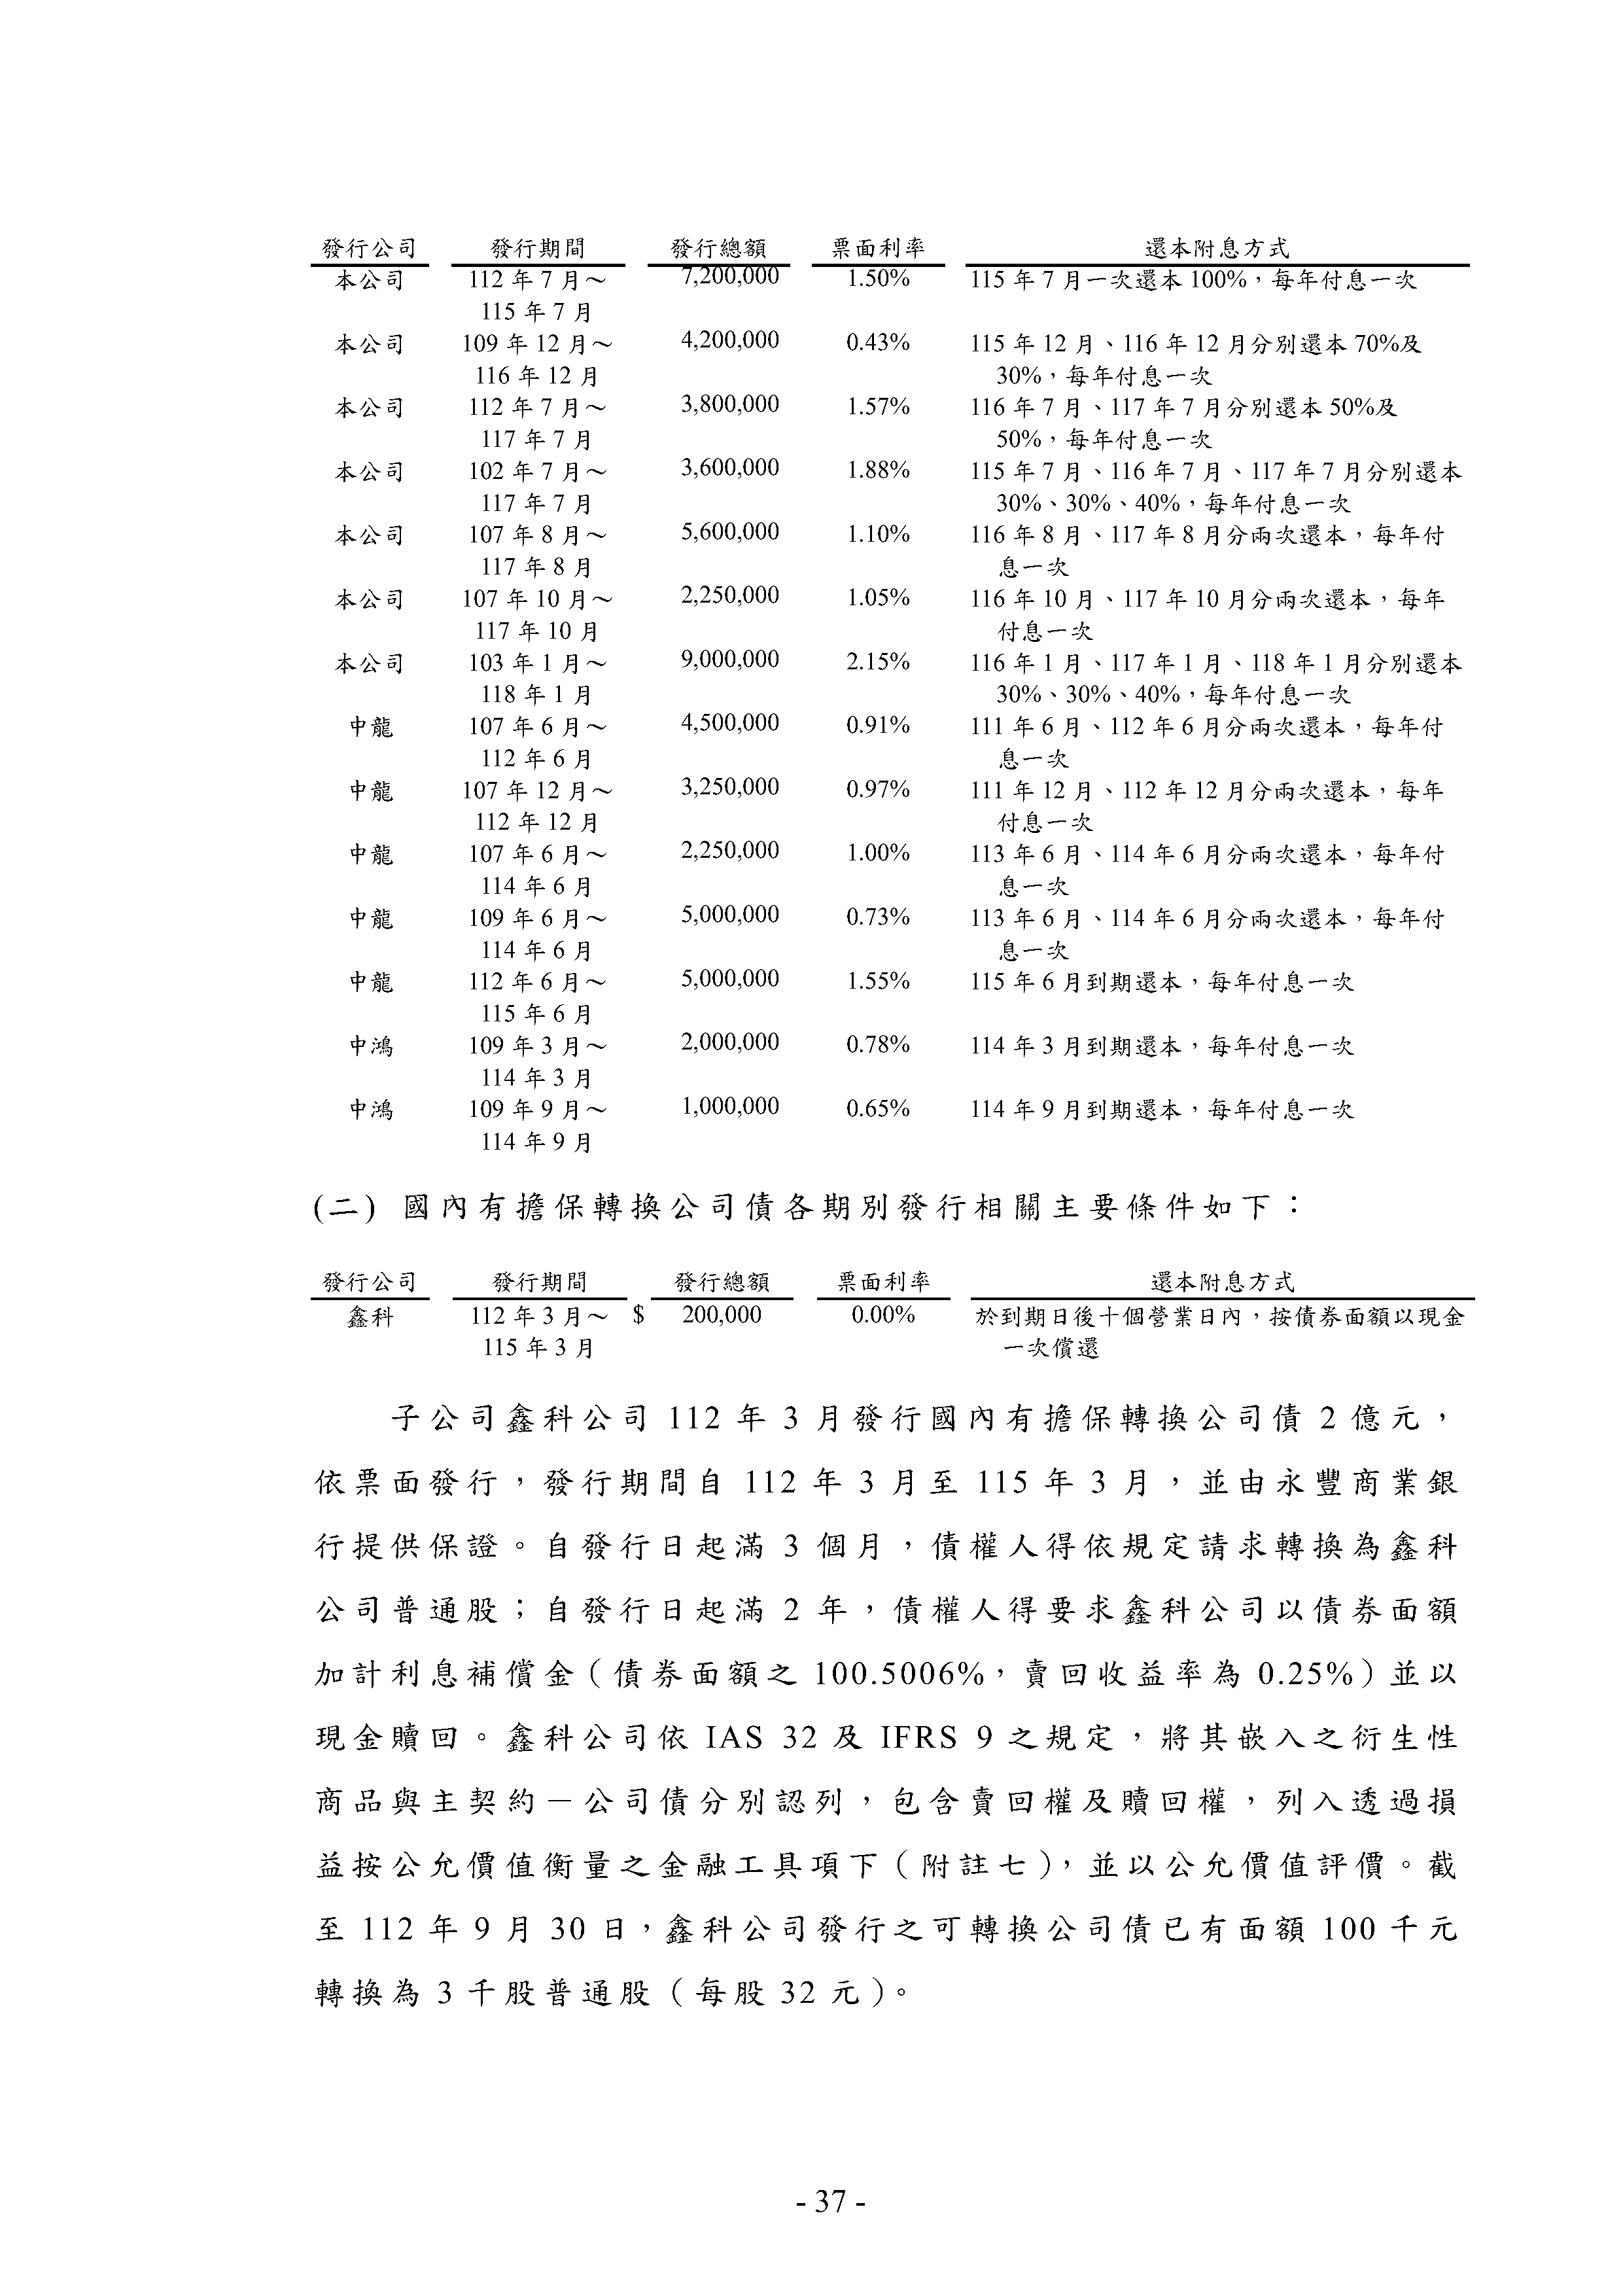 發行公司 發行期間 發行總額 票面利率 還本附息方式
本公司 112 年 7 月～ 7,200,000 1.50% 115 年 7 月一次還本 100%，每年付息一次
115 年 7 月
本公司 109 年 12 月～ 4,200,000 0.43% 115 年 12 月、116 年 12 月分別還本 70%及
116 年 12 月 30%，每年付息一次
本公司 112 年 7 月～ 3,800,000 1.57% 116 年 7 月、117 年 7 月分別還本 50%及
117 年 7 月 50%，每年付息一次
本公司 102 年 7 月～ 3,600,000 1.88% 115 年 7 月、116 年 7 月、117 年 7 月分別還本
117 年 7 月 30%、30%、40%，每年付息一次
本公司 107 年 8 月～ 5,600,000 1.10% 116 年 8 月、117 年 8 月分兩次還本，每年付
117 年 8 月 息一次
本公司 107 年 10 月～ 2,250,000 1.05% 116 年 10 月、117 年 10 月分兩次還本，每年
117 年 10 月 付息一次
本公司 103 年 1 月～ 9,000,000 2.15% 116 年 1 月、117 年 1 月、118 年 1 月分別還本
118 年 1 月 30%、30%、40%，每年付息一次
中龍 107 年 6 月～ 4,500,000 0.91% 111 年 6 月、112 年 6 月分兩次還本，每年付
112 年 6 月 息一次
中龍 107 年 12 月～ 3,250,000 0.97% 111 年 12 月、112 年 12 月分兩次還本，每年
112 年 12 月 付息一次
中龍 107 年 6 月～ 2,250,000 1.00% 113 年 6 月、114 年 6 月分兩次還本，每年付
114 年 6 月 息一次
中龍 109 年 6 月～ 5,000,000 0.73% 113 年 6 月、114 年 6 月分兩次還本，每年付
114 年 6 月 息一次
中龍 112 年 6 月～ 5,000,000 1.55% 115 年 6 月到期還本，每年付息一次
115 年 6 月
中鴻 109 年 3 月～ 2,000,000 0.78% 114 年 3 月到期還本，每年付息一次
114 年 3 月
中鴻 109 年 9 月～ 1,000,000 0.65% 114 年 9 月到期還本，每年付息一次
114 年 9 月
(二) 國內有擔保轉換公司債各期別發行相關主要條件如下：
發行公司 發行期間 發行總額 票面利率 還本附息方式
鑫科 112 年 3 月～ $ 200,000 0.00% 於到期日後十個營業日內，按債券面額以現金
115 年 3 月 一次償還
子公司鑫科公司 112 年 3 月發行國內有擔保轉換公司債 2 億元，
依票面發行，發行期間自 112 年 3 月至 115 年 3 月，並由永豐商業銀
行提供保證。自發行日起滿 3 個月，債權人得依規定請求轉換為鑫科
公司普通股；自發行日起滿 2 年，債權人得要求鑫科公司以債券面額
加計利息補償金（債券面額之 100.5006%，賣回收益率為 0.25%）並以
現金贖回。鑫科公司依 IAS 32 及 IFRS 9 之規定，將其嵌入之衍生性
商品與主契約－公司債分別認列，包含賣回權及贖回權，列入透過損
益按公允價值衡量之金融工具項下（附註七），並以公允價值評價。截
至 112 年 9 月 30 日，鑫科公司發行之可轉換公司債已有面額 100 千元
轉換為 3 千股普通股（每股 32 元）。
- 37 -